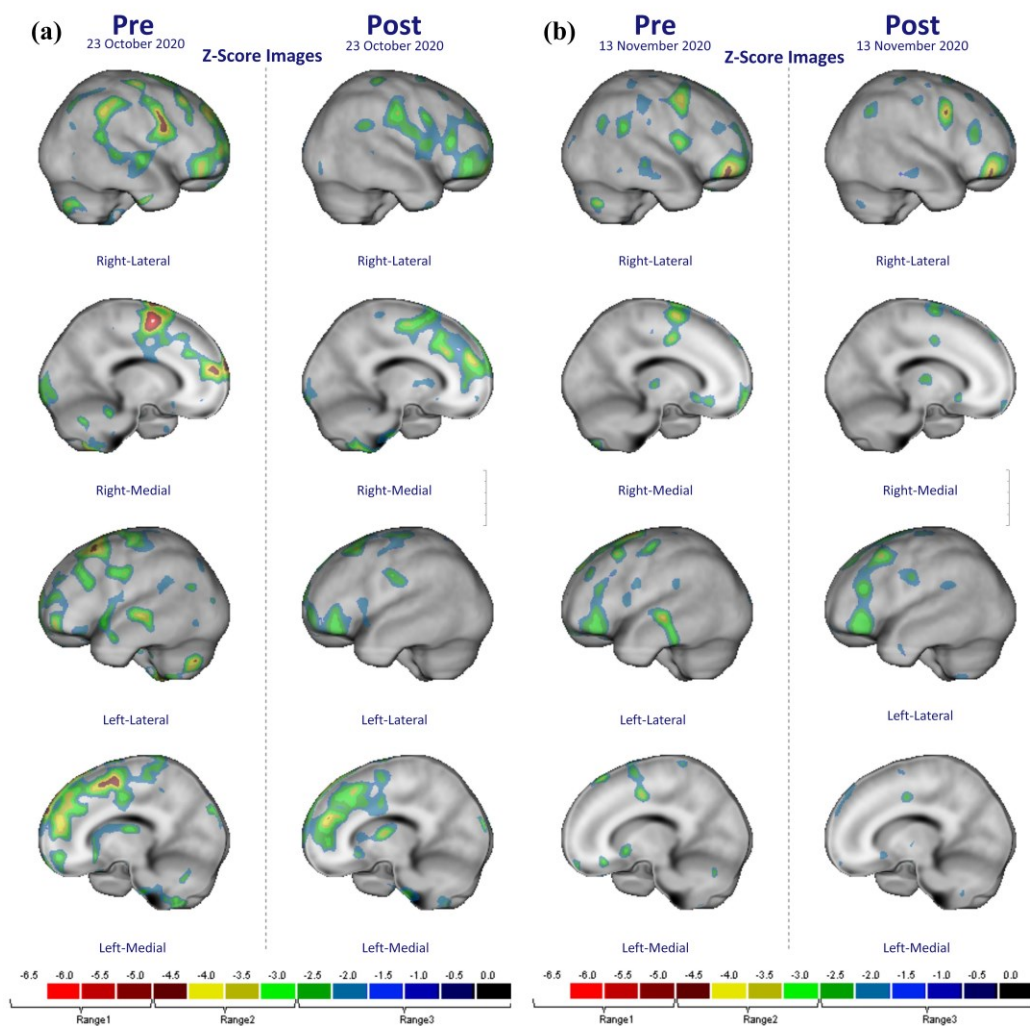 (a) Pre Post (b) Pre Post
23 October 2020 23 October 2020 13 November 2020 13 November 2020
Z-Score Images Z-Score Images
Right-Lateral Right-Lateral Right-Lateral Right-Lateral
Right-Medial Right-Medial Right-Medial Right-Medial
Left-Lateral Left-Lateral Left-Lateral Left-Lateral
Left-Medial Left-Medial Left-Medial Left-Medial
-6.5 -6.0 -5.5 -5.0 -4.5 -4.0 -3.5 -3.0 -2.5 -2.0 -1.5 -1.0 -0.5 0.0 -6.5 -6.0 -5.5 -5.0 -4.5 -4.0 -3.5 -3.0 -2.5 -2.0 -1.5 -1.0 -0.5 0.0
Range1 Range2 Range3 Range1 Range2 Range3